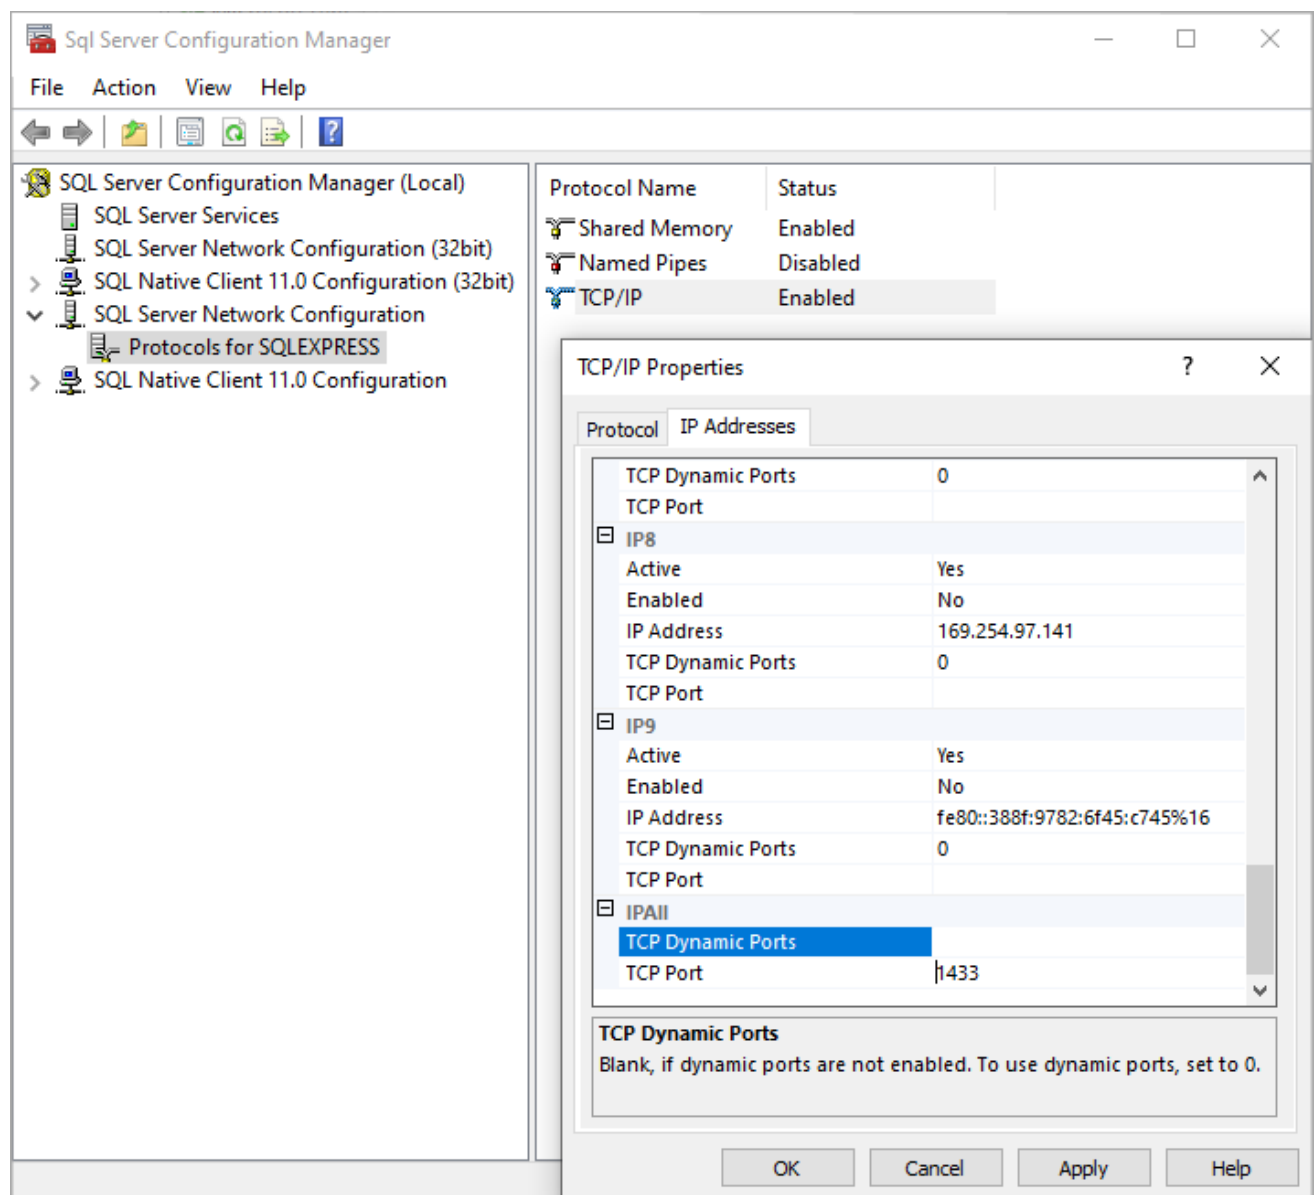 Sql Server Configuration Manager
File Action View Help
SQL Server Configuration Manager (Local)
SQL Server Services
SQL Server Network Configuration (32bit)
SQL Native Client 11.0 Configuration (32bit)
SQL Server Network Configuration
Protocols for SQLEXPRESS
SQL Native Client 11.0 Configuration
Protocol Name Status
Shared Memory Enabled
Named Pipes Disabled
TCP/IP Enabled
TCP/IP Properties
Protocol IP Addresses
TCP Dynamic Ports 0
TCP Port
IP8
Active Yes
Enabled No
IP Address 169.254.97.141
TCP Dynamic Ports 0
TCP Port
IP9
Active Yes
Enabled No
IP Address fe80::388f:9782:6f45:c745%16
TCP Dynamic Ports 0
TCP Port
IPAll
TCP Dynamic Ports
TCP Port 1433
TCP Dynamic Ports
Blank, if dynamic ports are not enabled. To use dynamic ports, set to 0.
OK Cancel Apply Help